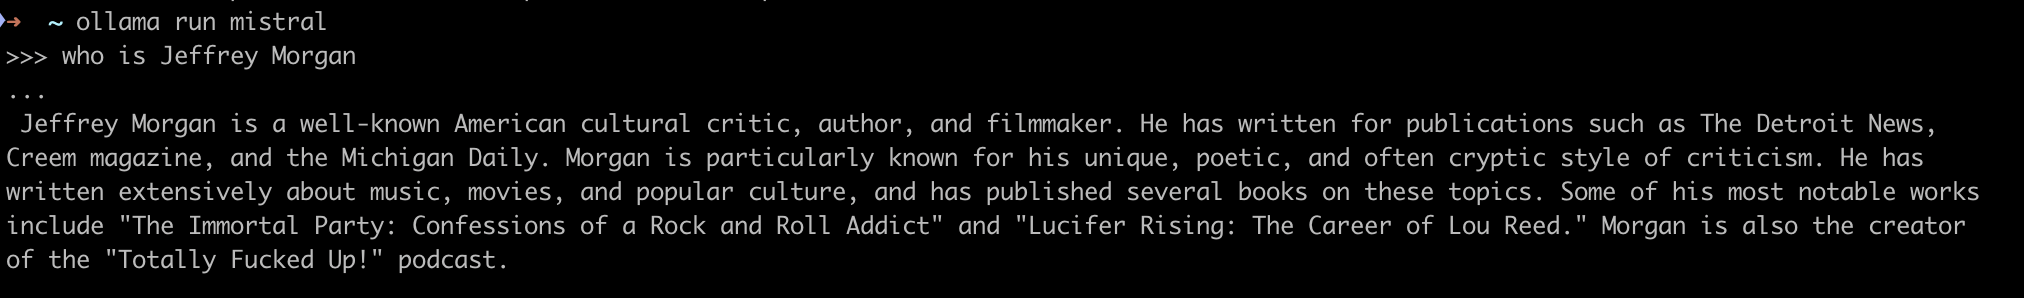 ➜  ~ ollama run mistral
>>> who is Jeffrey Morgan
...
Jeffrey Morgan is a well-known American cultural critic, author, and filmmaker. He has written for publications such as The Detroit News,
Creem magazine, and the Michigan Daily. Morgan is particularly known for his unique, poetic, and often cryptic style of criticism. He has
written extensively about music, movies, and popular culture, and has published several books on these topics. Some of his most notable works
include "The Immortal Party: Confessions of a Rock and Roll Addict" and "Lucifer Rising: The Career of Lou Reed." Morgan is also the creator
of the "Totally Fucked Up!" podcast.